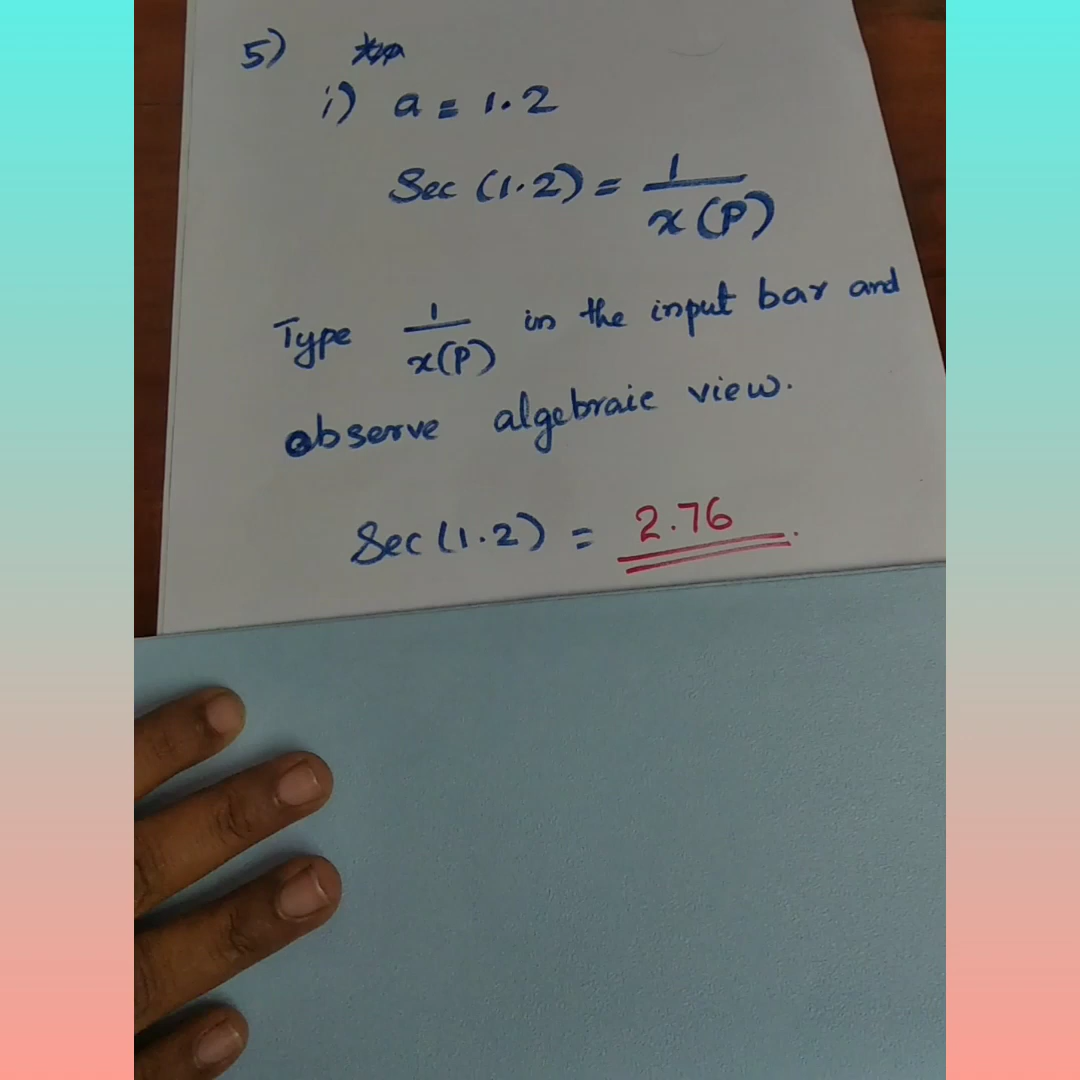 5)
i) a = 1.2
Sec (1.2) = 1/x(P)
Type 1/x(P) in the input bar and
observe algebraic view.
Sec (1.2) = 2.76.